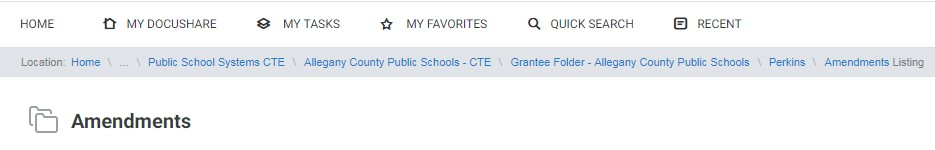 HOME MY DOCUSHARE MY TASKS MY FAVORITES QUICK SEARCH RECENT
Location: Home \ ... \ Public School Systems CTE \ Allegany County Public Schools - CTE \ Grantee Folder - Allegany County Public Schools \ Perkins \ Amendments Listing
Amendments